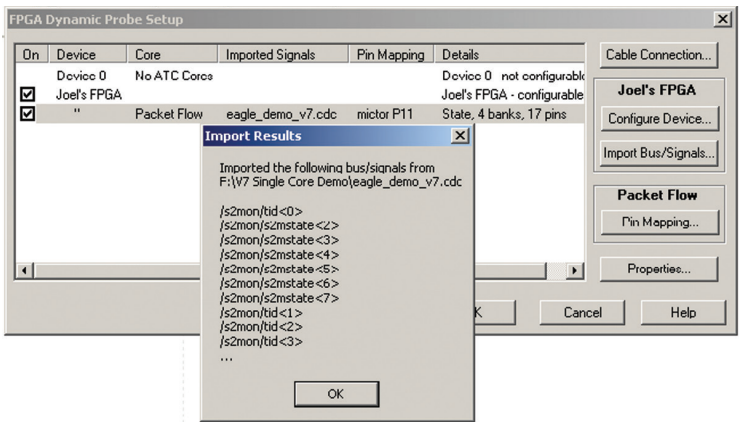 FPGA Dynamic Probe Setup
On Device Core Imported Signals Pin Mapping Details
Device 0 No ATC Cores Device 0 not configurable
Joel's FPGA Joel's FPGA - configurable
" Packet Flow eagle_demo_v7.cdc mictor P11 State, 4 banks, 17 pins
Cable Connection...
Joel's FPGA
Configure Device...
Import Bus/Signals...
Packet Flow
Pin Mapping...
Properties...
K Cancel Help
Import Results
Imported the following bus/signals from
F:\V7 Single Core Demo\eagle_demo_v7.cdc
/s2mon/tid<0>
/s2mon/s2mstate<2>
/s2mon/s2mstate<3>
/s2mon/s2mstate<4>
/s2mon/s2mstate<5>
/s2mon/s2mstate<6>
/s2mon/s2mstate<7>
/s2mon/tid<1>
/s2mon/tid<2>
/s2mon/tid<3>
...
OK